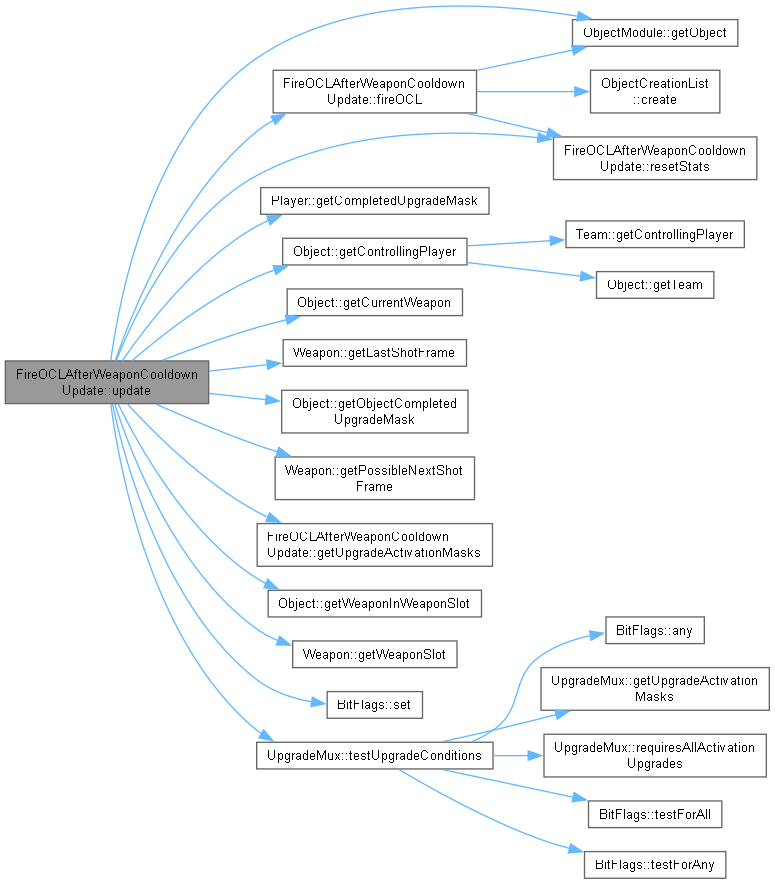 ObjectModule::getObject
FireOCLAfterWeaponCooldown
Update::fireOCL
ObjectCreationList
::create
FireOCLAfterWeaponCooldown
Update::resetStats
Player::getCompletedUpgradeMask
Object::getControllingPlayer
Team::getControllingPlayer
Object::getTeam
Object::getCurrentWeapon
Weapon::getLastShotFrame
FireOCLAfterWeaponCooldown
Update::update
Object::getObjectCompleted
UpgradeMask
Weapon::getPossibleNextShot
Frame
FireOCLAfterWeaponCooldown
Update::getUpgradeActivationMasks
Object::getWeaponInWeaponSlot
Weapon::getWeaponSlot
BitFlags::set
UpgradeMux::testUpgradeConditions
BitFlags::any
UpgradeMux::getUpgradeActivation
Masks
UpgradeMux::requiresAllActivation
Upgrades
BitFlags::testForAll
BitFlags::testForAny